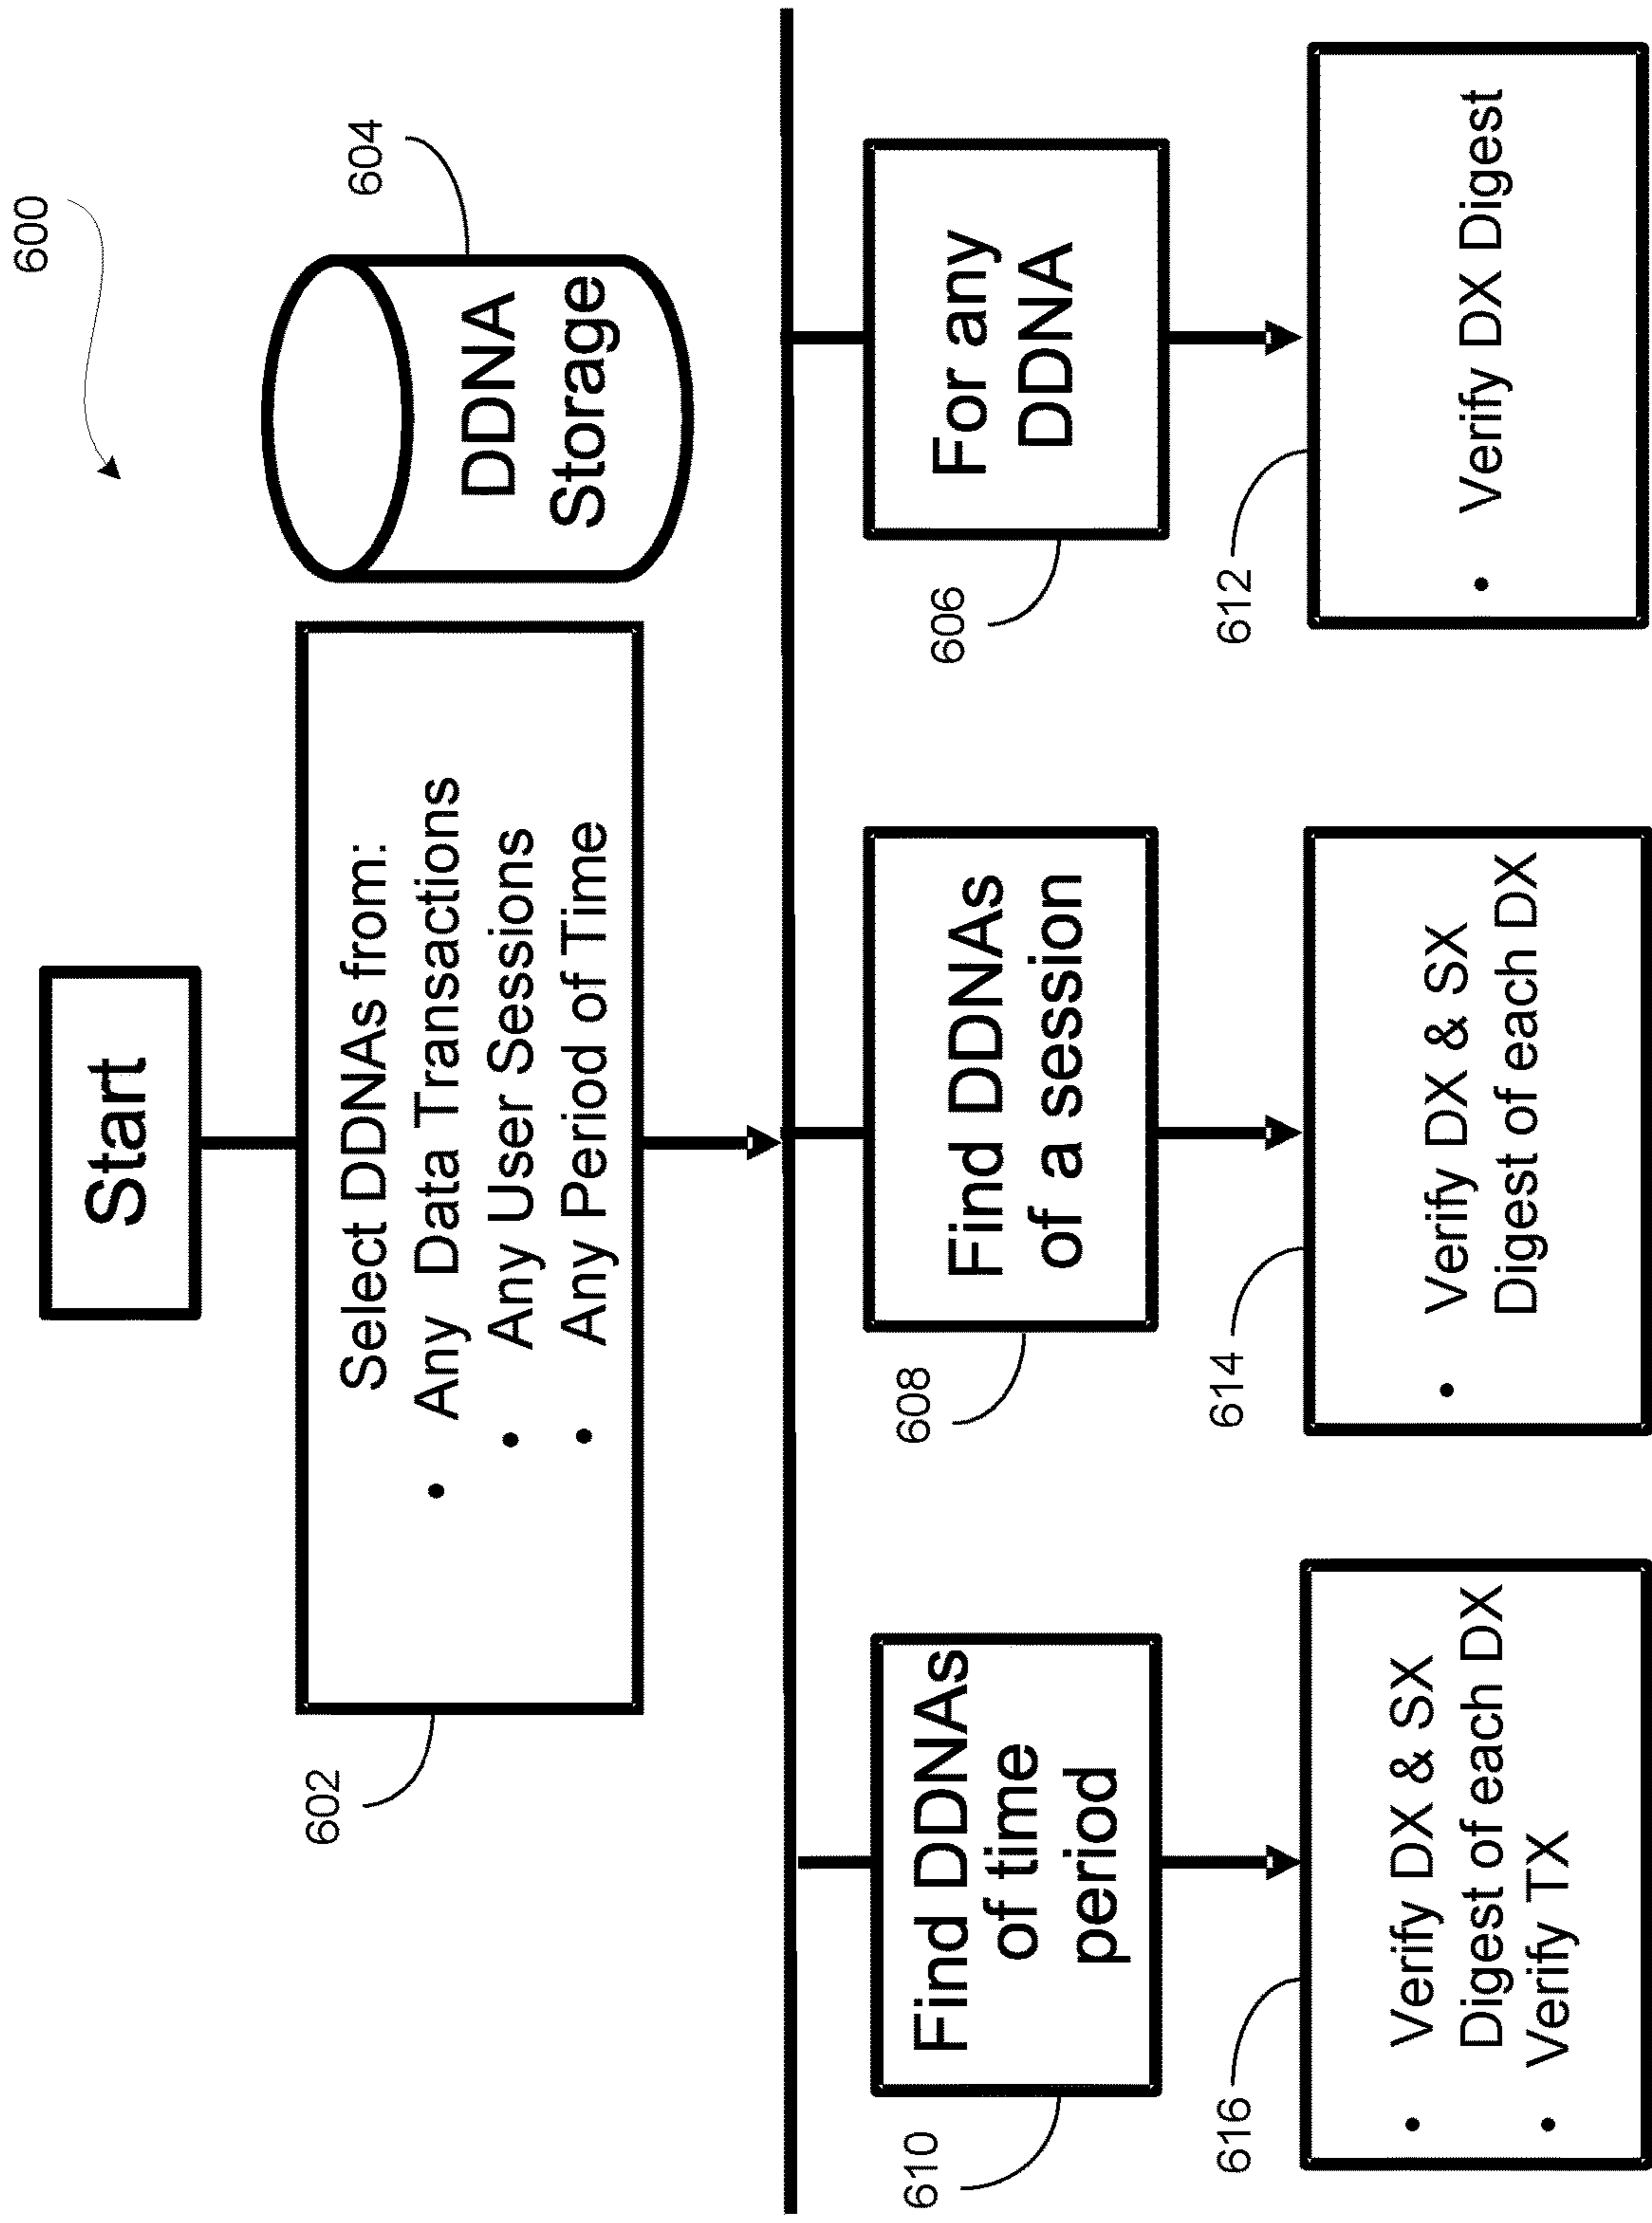 600
Start
602
Select DDNAs from:
• Any Data Transactions
• Any User Sessions
• Any Period of Time
604
DDNA
Storage
610
Find DDNAs
of time
period
608
Find DDNAs
of a session
606
For any
DDNA
616
• Verify DX & SX
Digest of each DX
• Verify TX
614
• Verify DX & SX
Digest of each DX
612
• Verify DX Digest